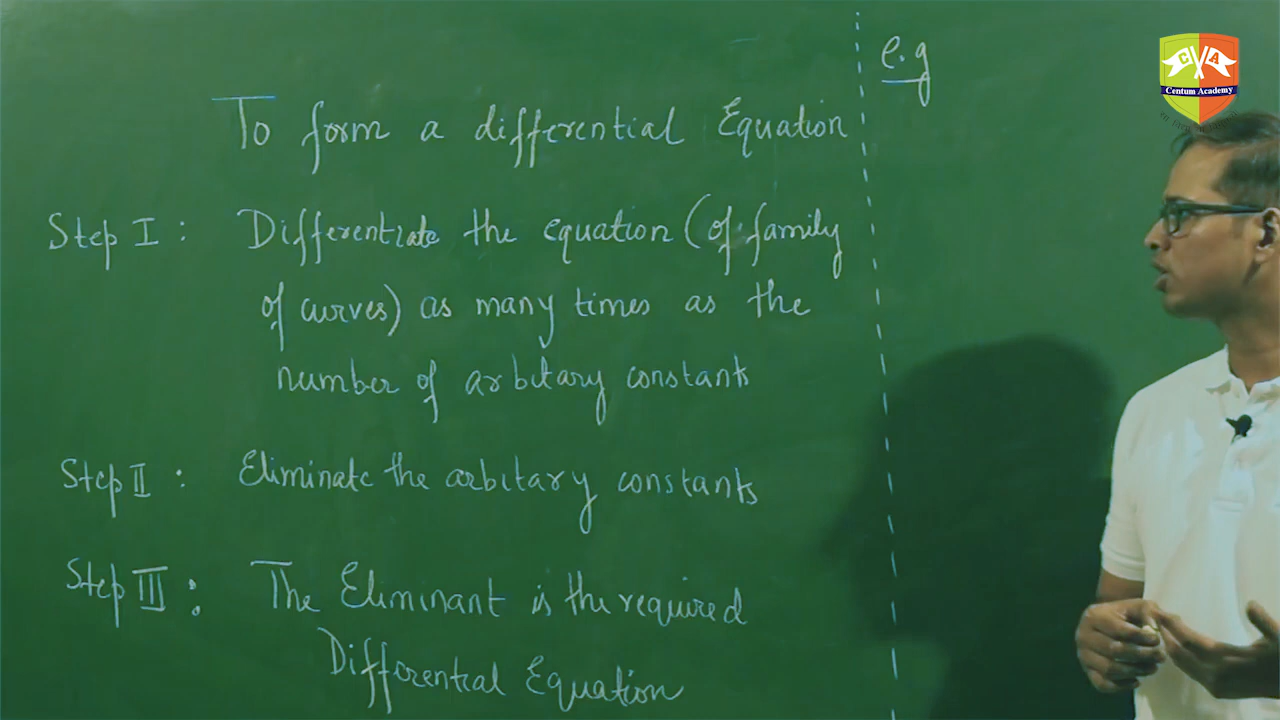 To form a differential Equation
Step I : Differentiate the equation (of family
of curves) as many times as the
number of arbitary constants
Step II : Eliminate the arbitary constants
Step III : The Eliminant is the required
Differential Equation
e.g
C A
Centum Academy